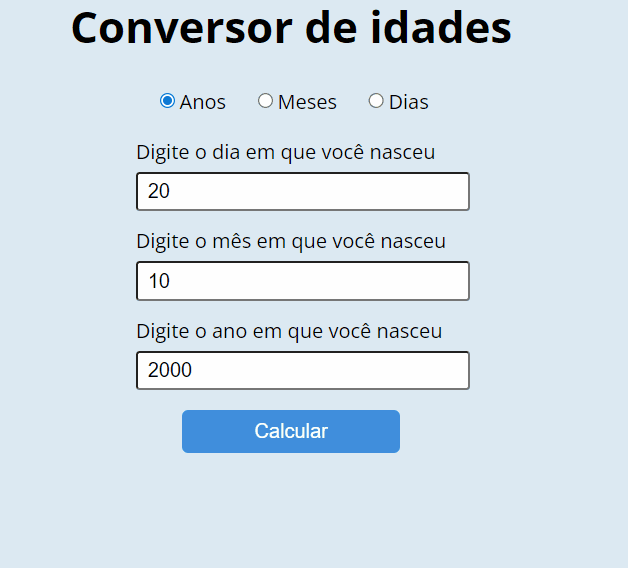 Conversor de idades
Anos Meses Dias
Digite o dia em que você nasceu
20
Digite o mês em que você nasceu
10
Digite o ano em que você nasceu
2000
Calcular